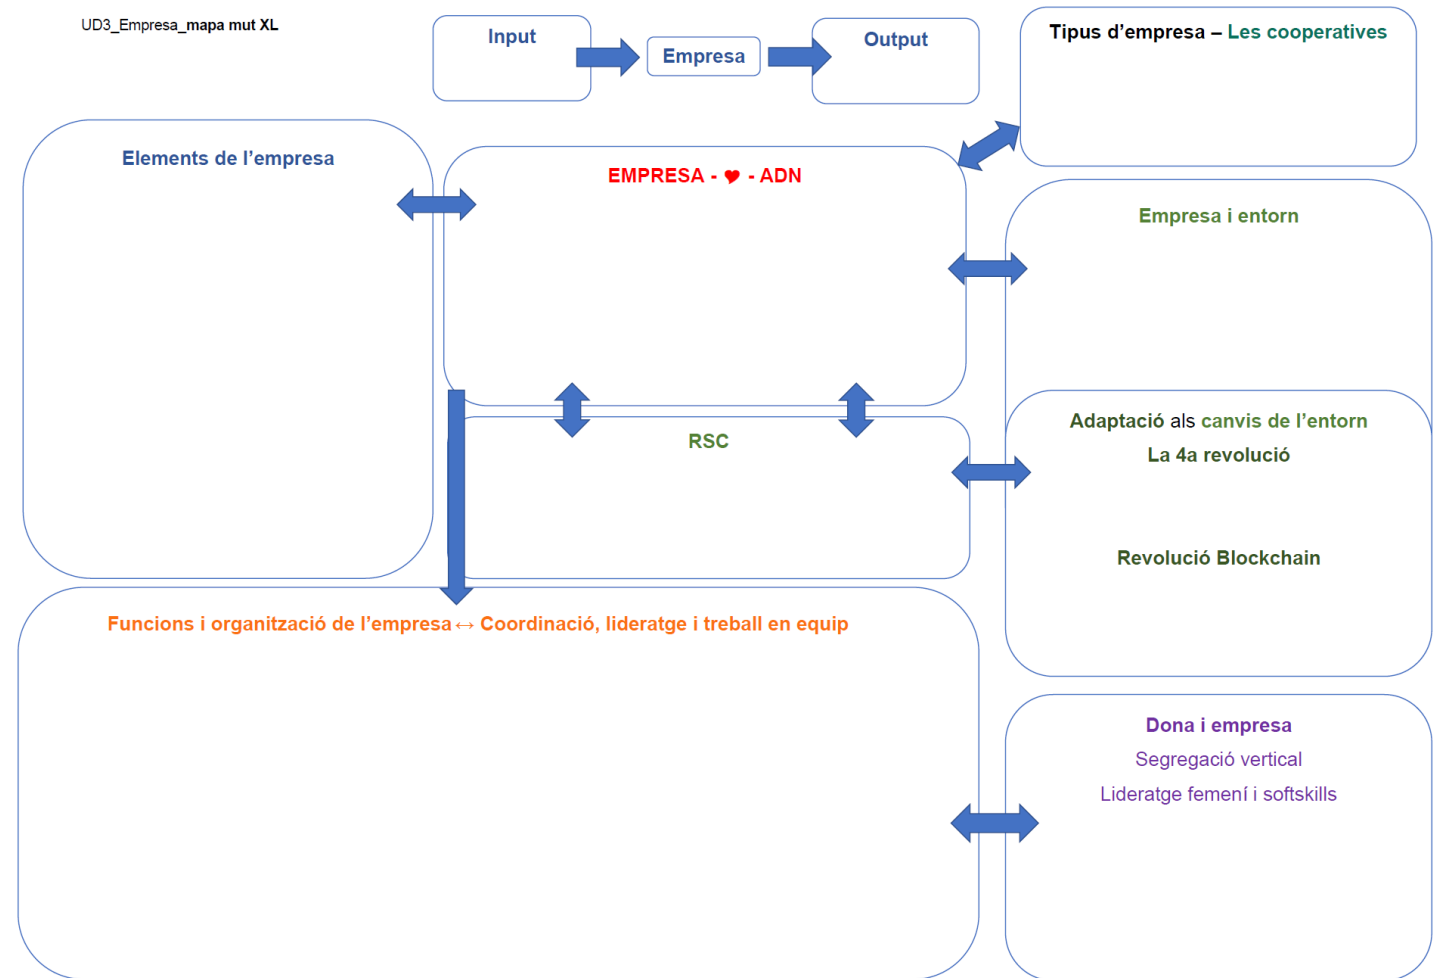 UD3_Empresa_mapa mut XL
Input
Empresa
Output
Tipus d’empresa – Les cooperatives
Elements de l’empresa
EMPRESA - ❤ - ADN
Empresa i entorn
RSC
Adaptació als canvis de l’entorn
La 4a revolució
Revolució Blockchain
Funcions i organització de l’empresa ↔ Coordinació, lideratge i treball en equip
Dona i empresa
Segregació vertical
Lideratge femení i softskills